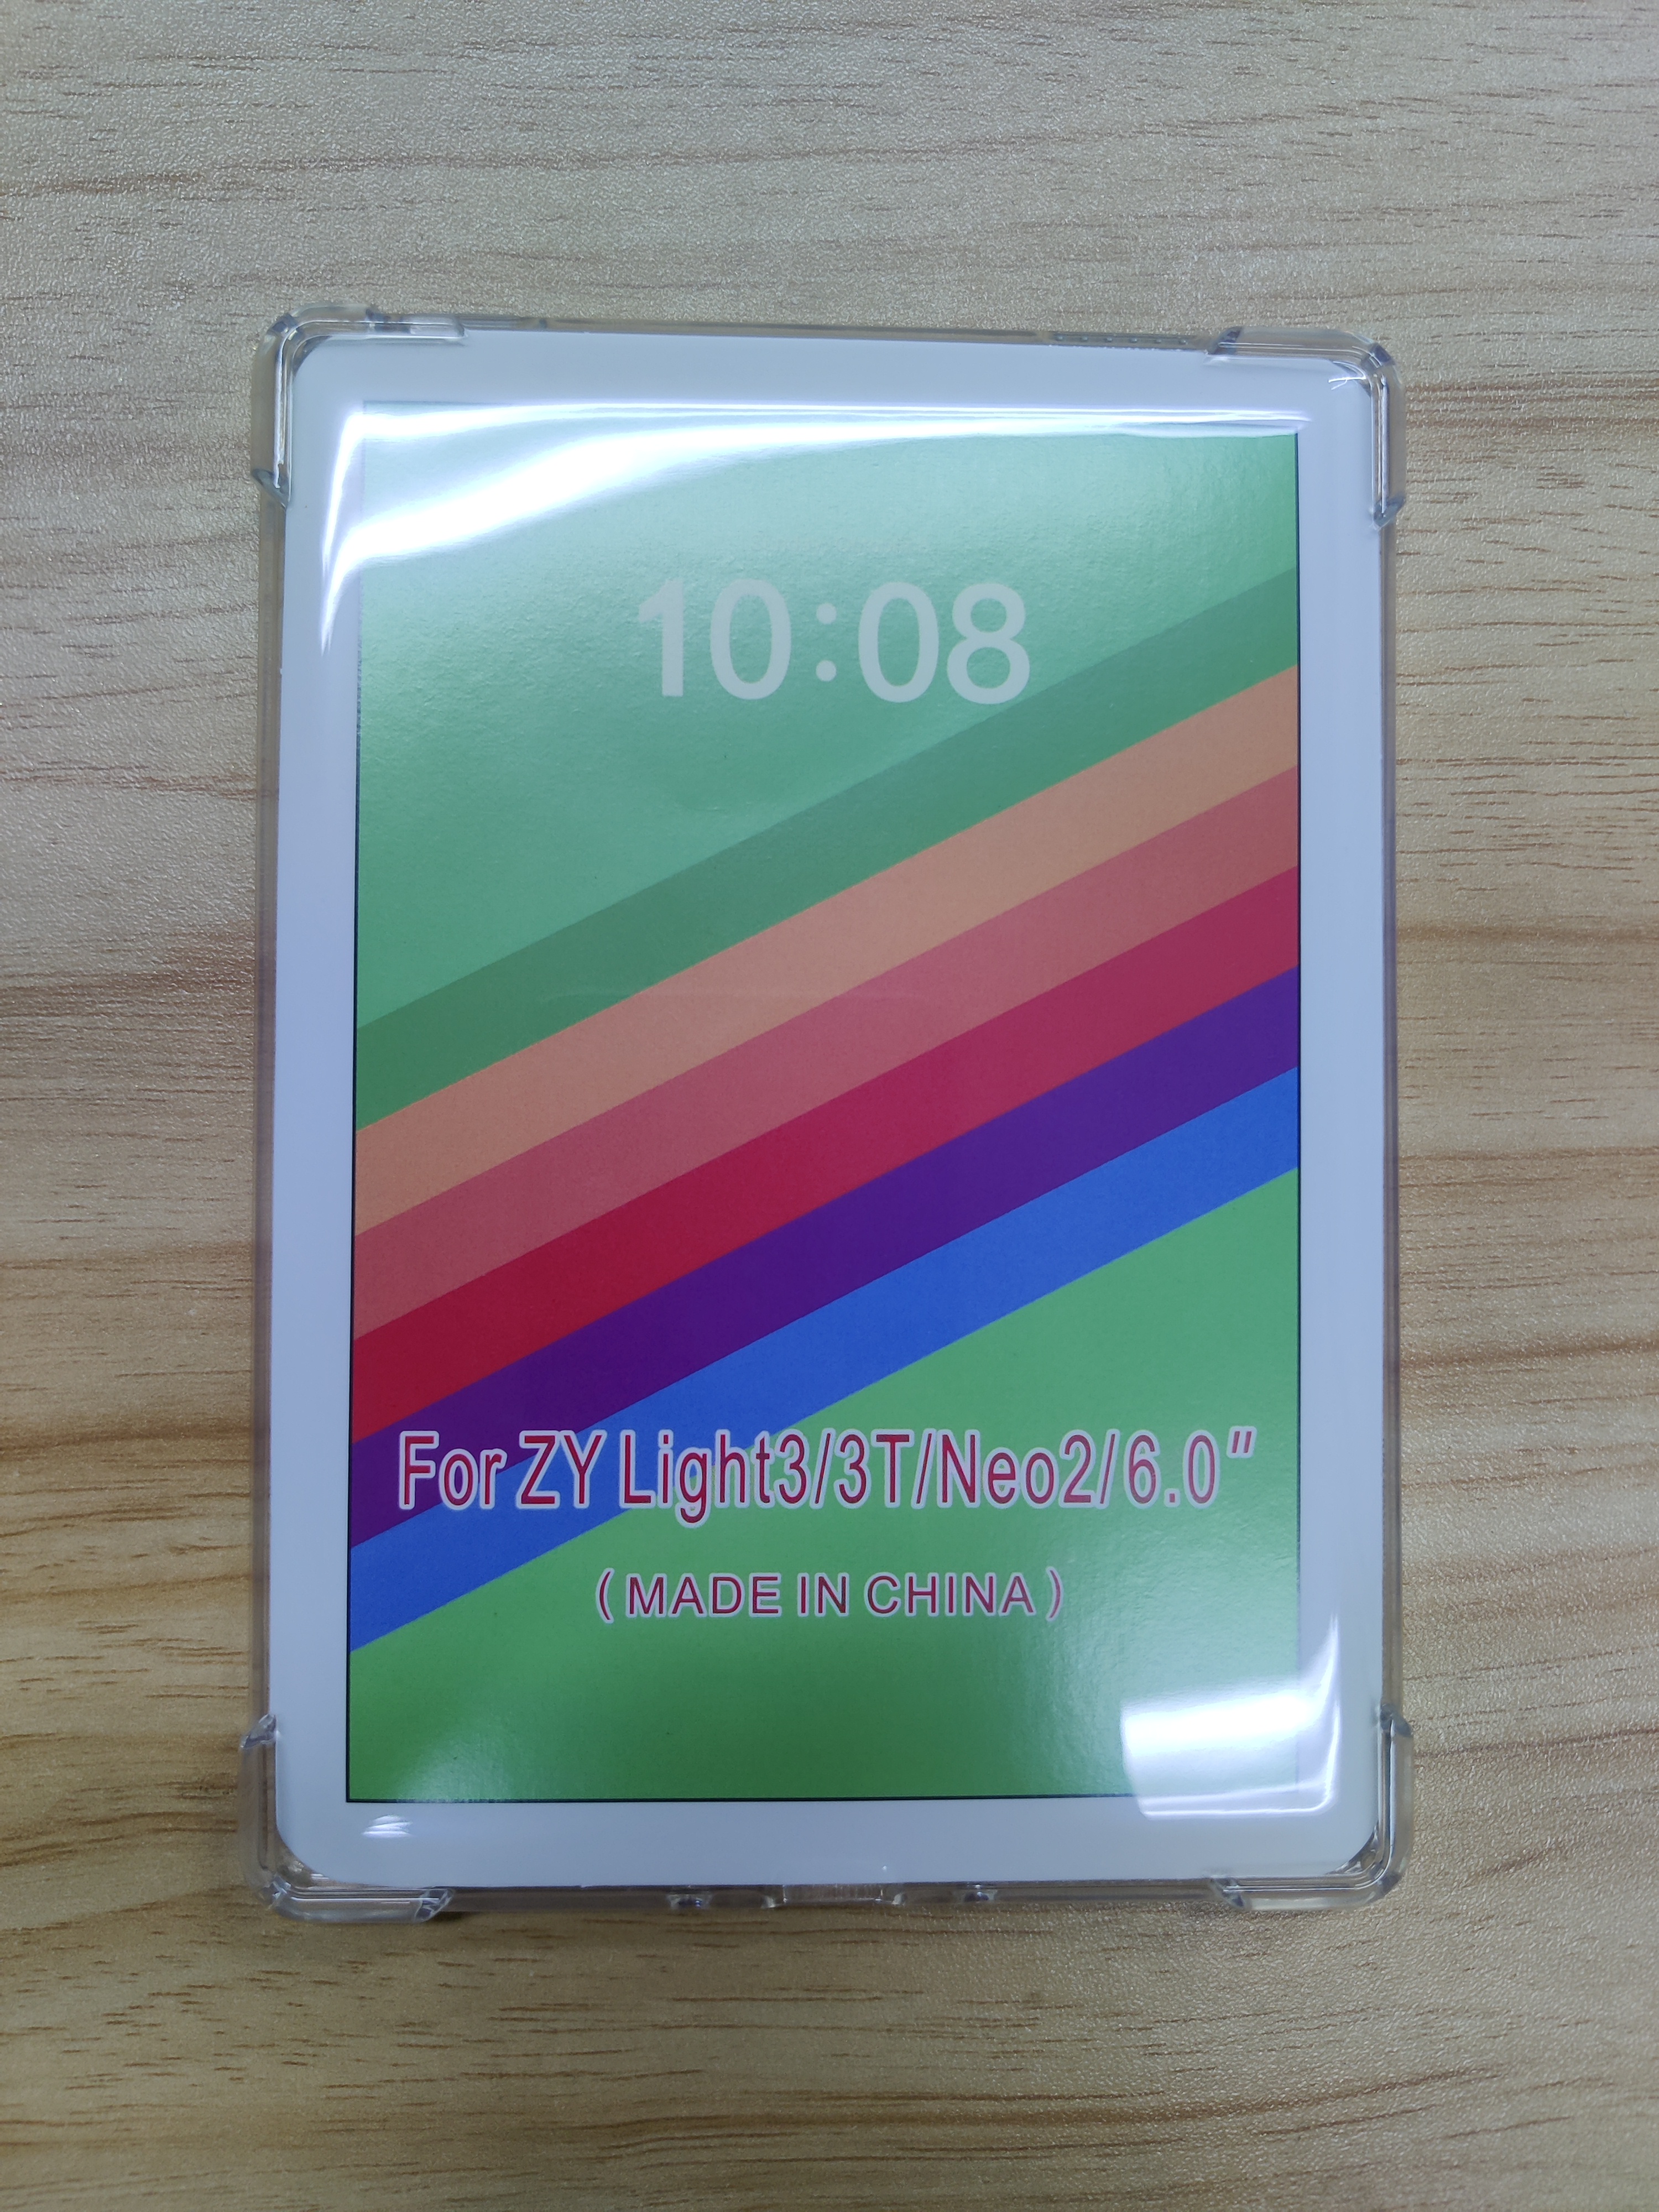 10:08
For ZY Light3/3T/Neo2/6.0"
(MADE IN CHINA)